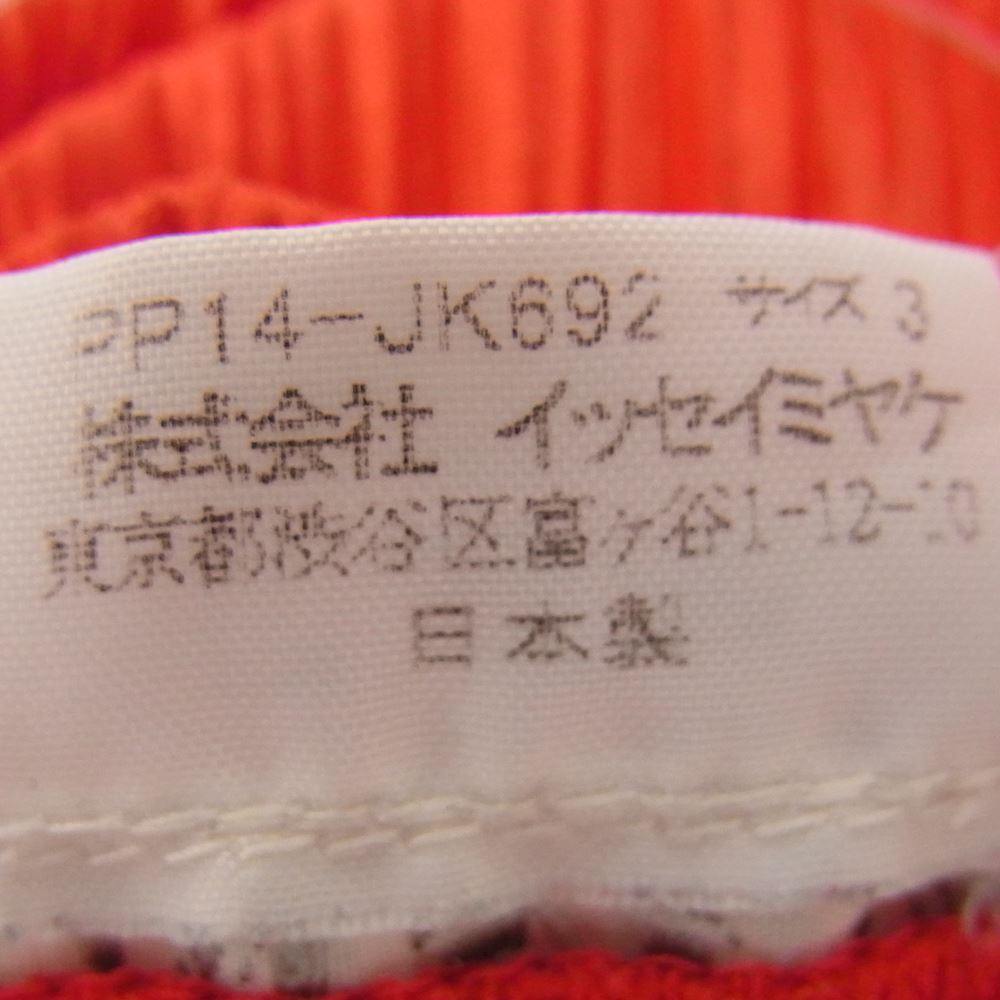 PP14-JK692 サイズ 3
株式会社 イッセイミヤケ
東京都渋谷区富ヶ谷1-12-10
日本製